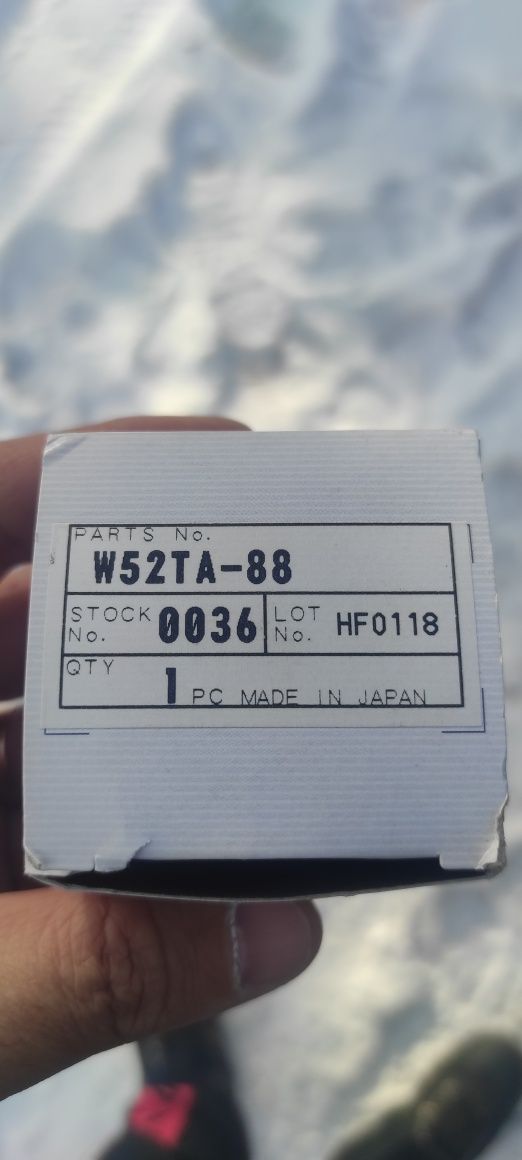 PARTS No.
W52TA-88
STOCK No. 0036
LOT No. HF0118
QTY 1 PC MADE IN JAPAN